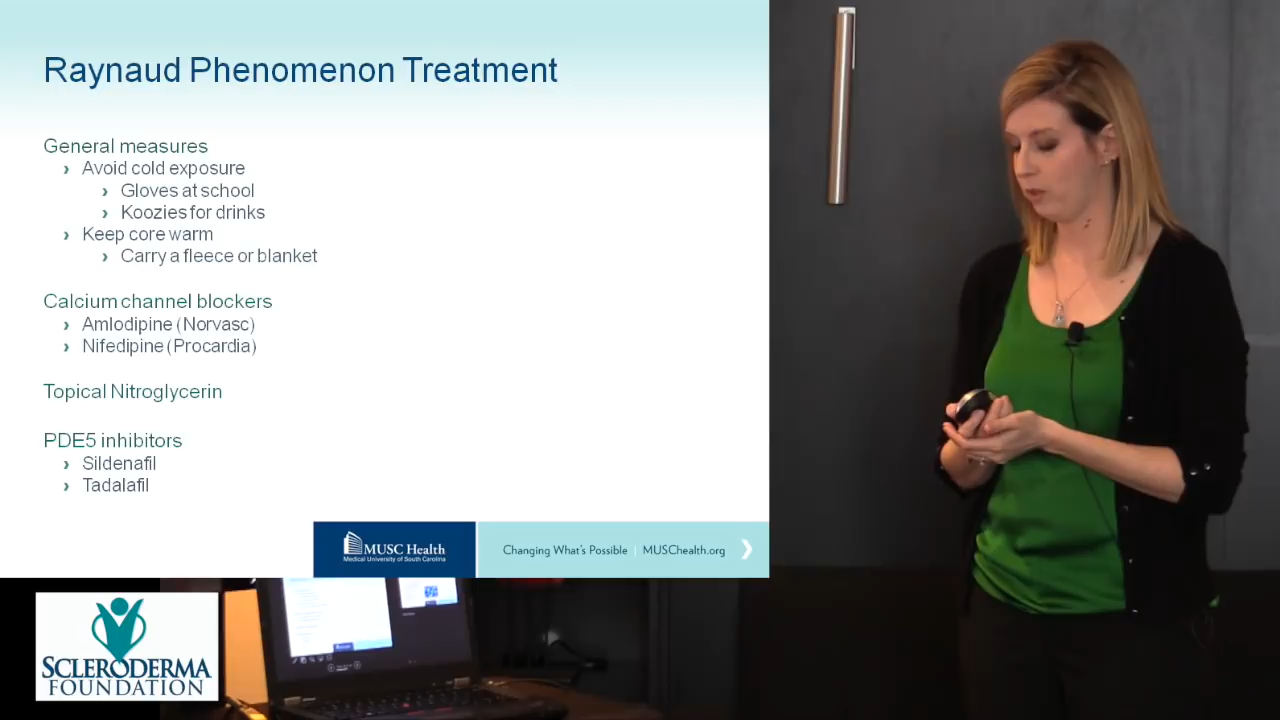 Raynaud Phenomenon Treatment
General measures
› Avoid cold exposure
› Gloves at school
› Koozies for drinks
› Keep core warm
› Carry a fleece or blanket
Calcium channel blockers
› Amlodipine (Norvasc)
› Nifedipine (Procardia)
Topical Nitroglycerin
PDE5 inhibitors
› Sildenafil
› Tadalafil
MUSC Health
Medical University of South Carolina
Changing What's Possible | MUSChealth.org
SCLERODERMA
FOUNDATION